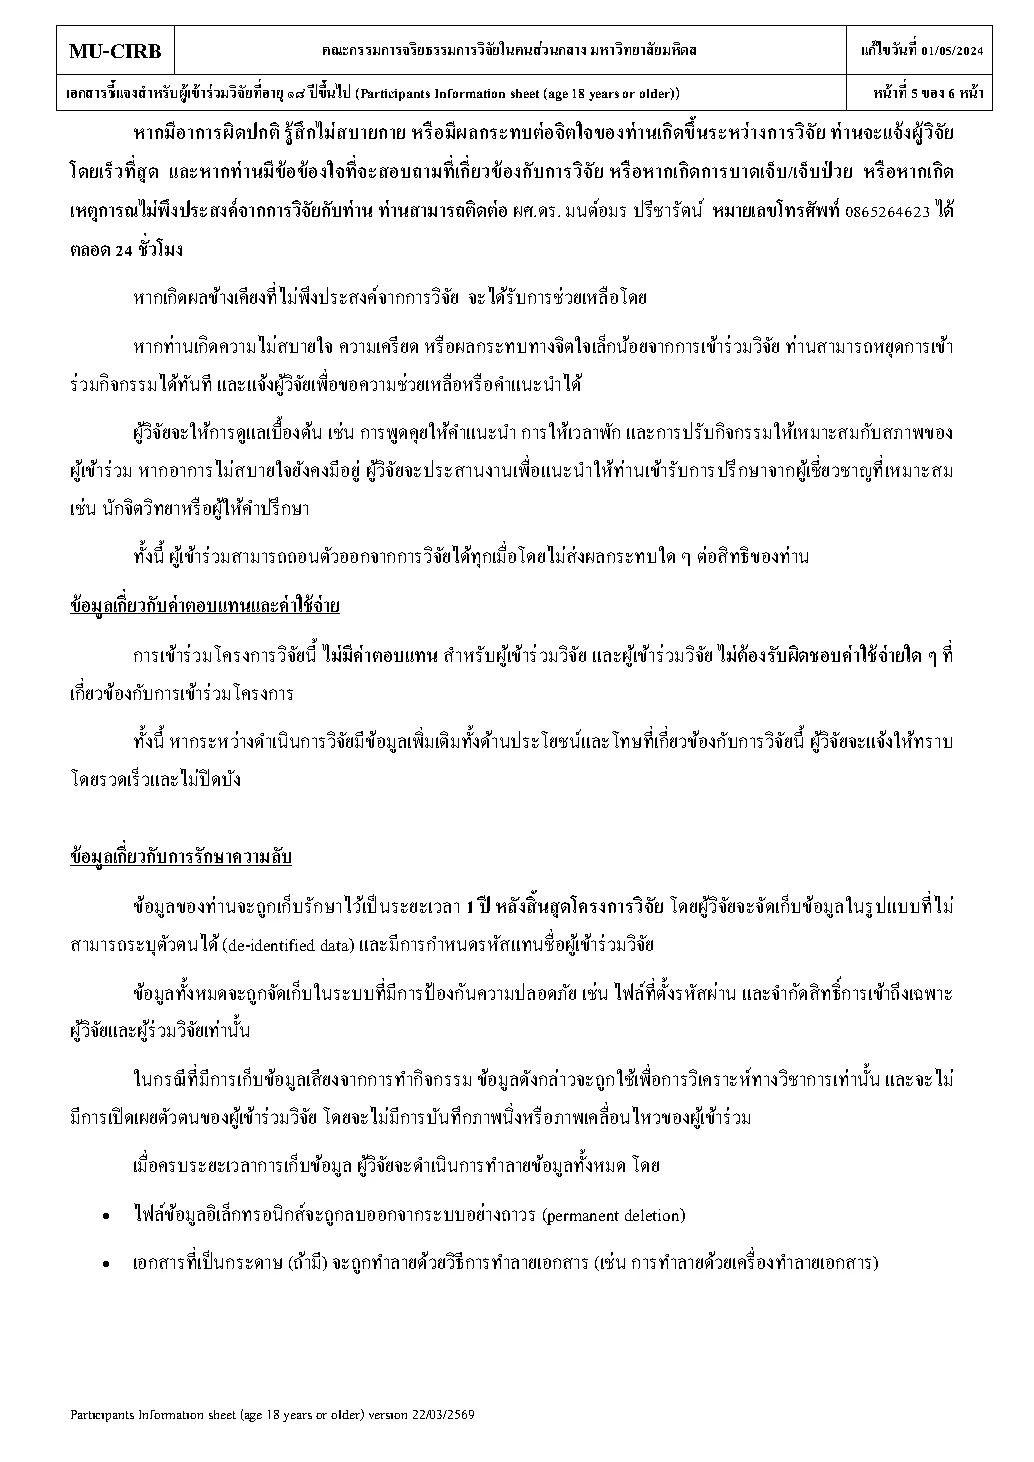 MU-CIRB
คณะกรรมการจริยธรรมการวิจัยในคนส่วนกลาง มหาวิทยาลัยมหิดล
แก้ไขวันที่ 01/05/2024
เอกสารชี้แจงสำหรับผู้เข้าร่วมวิจัยที่อายุ ๑๘ ปีขึ้นไป (Participants Information sheet (age 18 years or older))
หน้าที่ 5 ของ 6 หน้า
หากมีอาการผิดปกติ รู้สึกไม่สบายกาย หรือมีผลกระทบต่อจิตใจของท่านเกิดขึ้นระหว่างการวิจัย ท่านจะแจ้งผู้วิจัย
โดยเร็วที่สุด และหากท่านมีข้อข้องใจที่จะสอบถามที่เกี่ยวข้องกับการวิจัย หรือหากเกิดการบาดเจ็บ/เจ็บป่วย หรือหากเกิด
เหตุการณ์ไม่พึงประสงค์จากการวิจัยกับท่าน ท่านสามารถติดต่อ ผศ.ดร. มนต์อมร ปรีชารัตน์ หมายเลขโทรศัพท์ 0865264623 ได้
ตลอด 24 ชั่วโมง
หากเกิดผลข้างเคียงที่ไม่พึงประสงค์จากการวิจัย จะได้รับการช่วยเหลือโดย
หากท่านเกิดความไม่สบายใจ ความเครียด หรือผลกระทบทางจิตใจเล็กน้อยจากการเข้าร่วมวิจัย ท่านสามารถหยุดการเข้า
ร่วมกิจกรรมได้ทันที และแจ้งผู้วิจัยเพื่อขอความช่วยเหลือหรือคำแนะนำได้
ผู้วิจัยจะให้การดูแลเบื้องต้น เช่น การพูดคุยให้คำแนะนำ การให้เวลาพัก และการปรับกิจกรรมให้เหมาะสมกับสภาพของ
ผู้เข้าร่วม หากอาการไม่สบายใจยังคงมีอยู่ ผู้วิจัยจะประสานงานเพื่อแนะนำให้ท่านเข้ารับการปรึกษาจากผู้เชี่ยวชาญที่เหมาะสม
เช่น นักจิตวิทยาหรือผู้ให้คำปรึกษา
ทั้งนี้ ผู้เข้าร่วมสามารถถอนตัวออกจากการวิจัยได้ทุกเมื่อโดยไม่ส่งผลกระทบใด ๆ ต่อสิทธิของท่าน
ข้อมูลเกี่ยวกับค่าตอบแทนและค่าใช้จ่าย
การเข้าร่วมโครงการวิจัยนี้ ไม่มีค่าตอบแทน สำหรับผู้เข้าร่วมวิจัย และผู้เข้าร่วมวิจัย ไม่ต้องรับผิดชอบค่าใช้จ่ายใด ๆ ที่
เกี่ยวข้องกับการเข้าร่วมโครงการ
ทั้งนี้ หากระหว่างดำเนินการวิจัยมีข้อมูลเพิ่มเติมทั้งด้านประโยชน์และโทษที่เกี่ยวข้องกับการวิจัยนี้ ผู้วิจัยจะแจ้งให้ทราบ
โดยรวดเร็วและไม่ปิดบัง
ข้อมูลเกี่ยวกับการรักษาความลับ
ข้อมูลของท่านจะถูกเก็บรักษาไว้เป็นระยะเวลา 1 ปี หลังสิ้นสุดโครงการวิจัย โดยผู้วิจัยจะจัดเก็บข้อมูลในรูปแบบที่ไม่
สามารถระบุตัวตนได้ (de-identified data) และมีการกำหนดรหัสแทนชื่อผู้เข้าร่วมวิจัย
ข้อมูลทั้งหมดจะถูกจัดเก็บในระบบที่มีการป้องกันความปลอดภัย เช่น ไฟล์ที่ตั้งรหัสผ่าน และจำกัดสิทธิ์การเข้าถึงเฉพาะ
ผู้วิจัยและผู้ร่วมวิจัยเท่านั้น
ในกรณีที่มีการเก็บข้อมูลเสียงจากการทำกิจกรรม ข้อมูลดังกล่าวจะถูกใช้เพื่อการวิเคราะห์ทางวิชาการเท่านั้น และจะไม่
มีการเปิดเผยตัวตนของผู้เข้าร่วมวิจัย โดยจะไม่มีการบันทึกภาพนิ่งหรือภาพเคลื่อนไหวของผู้เข้าร่วม
เมื่อครบระยะเวลาการเก็บข้อมูล ผู้วิจัยจะดำเนินการทำลายข้อมูลทั้งหมด โดย
• ไฟล์ข้อมูลอิเล็กทรอนิกส์จะถูกลบออกจากระบบอย่างถาวร (permanent deletion)
• เอกสารที่เป็นกระดาษ (ถ้ามี) จะถูกทำลายด้วยวิธีการทำลายเอกสาร (เช่น การทำลายด้วยเครื่องทำลายเอกสาร)
Participants Information sheet (age 18 years or older) version 22/03/2569